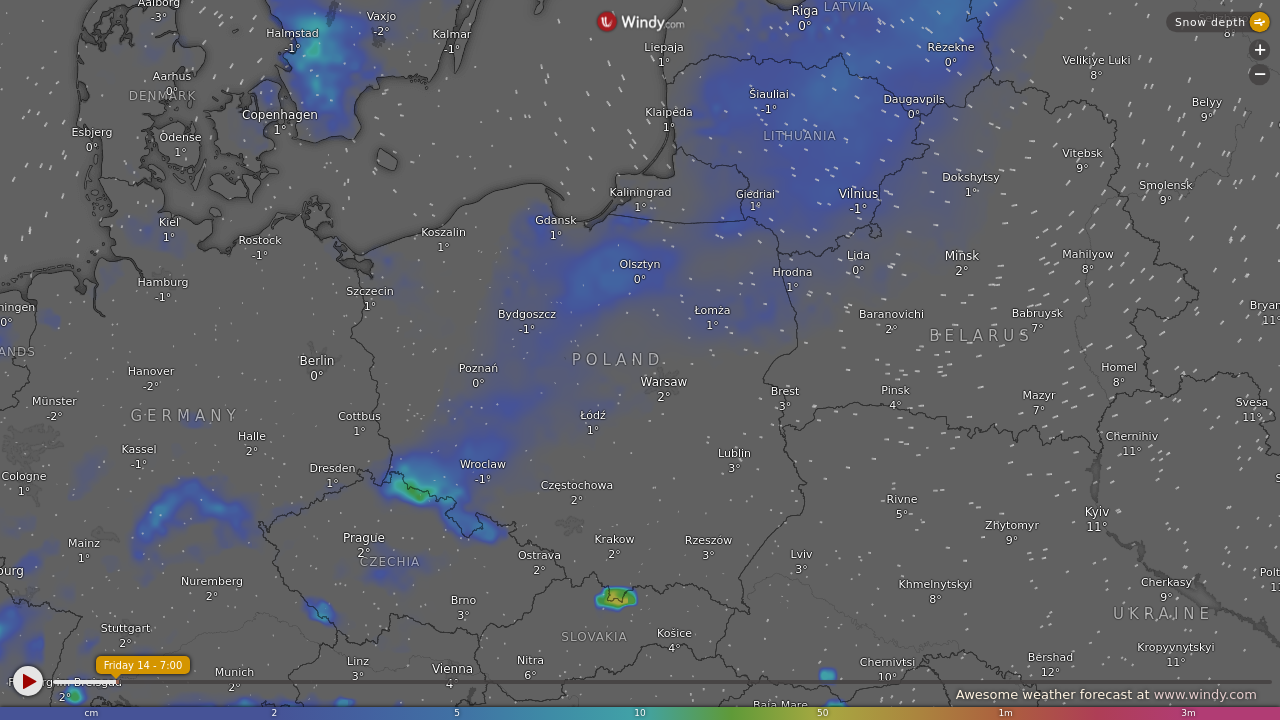 Aalborg
-3°
Vaxjo
-2°
Riga
0°
LATVIA
Windy.com
Snow depth
8°
Halmstad
-1°
Kalmar
-1°
Liepaja
1°
Rēzekne
0°
Velikiye Luki
8°
+
−
Aarhus
0°
DENMARK
Copenhagen
1°
Šiauliai
-1°
Daugavpils
0°
Belyy
9°
Klaipėda
1°
Esbjerg
0°
Odense
1°
LITHUANIA
Vitebsk
9°
Dokshytsy
1°
Smolensk
9°
Kaliningrad
1°
Giedriai
1°
Vilnius
-1°
Kiel
1°
Gdansk
1°
Koszalin
1°
Rostock
-1°
Lida
0°
Minsk
2°
Mahilyow
8°
Olsztyn
0°
Hrodna
1°
Hamburg
-1°
Szczecin
1°
ningen
0°
Bydgoszcz
-1°
Łomża
1°
Baranovichi
2°
Babruysk
7°
Bryan
11°
BELARUS
ANDS
POLAND
Berlin
0°
Hanover
-2°
Poznań
0°
Warsaw
2°
Homel
8°
Brest
3°
Pinsk
4°
Mazyr
7°
Svesa
11°
Münster
-2°
GERMANY
Cottbus
1°
Łódź
1°
Halle
2°
Chernihiv
11°
Kassel
-1°
Lublin
3°
Cologne
1°
Dresden
1°
Wroclaw
-1°
Częstochowa
2°
Rivne
5°
Kyiv
11°
Zhytomyr
9°
Mainz
1°
Prague
2°
CZECHIA
Krakow
2°
Rzeszow
3°
Ostrava
2°
Lviv
3°
ourg
Nuremberg
2°
Khmelnytskyi
8°
Cherkasy
9°
Polt
11
Brno
3°
UKRAINE
Stuttgart
2°
SLOVAKIA
Košice
4°
Kropyvnytskyi
11°
Friday 14 - 7:00
Linz
3°
Nitra
6°
Vienna
4°
Chernivtsi
10°
Bershad
12°
Munich
2°
2°
Baia Mare
Awesome weather forecast at www.windy.com
cm
2
5
10
50
1m
3m